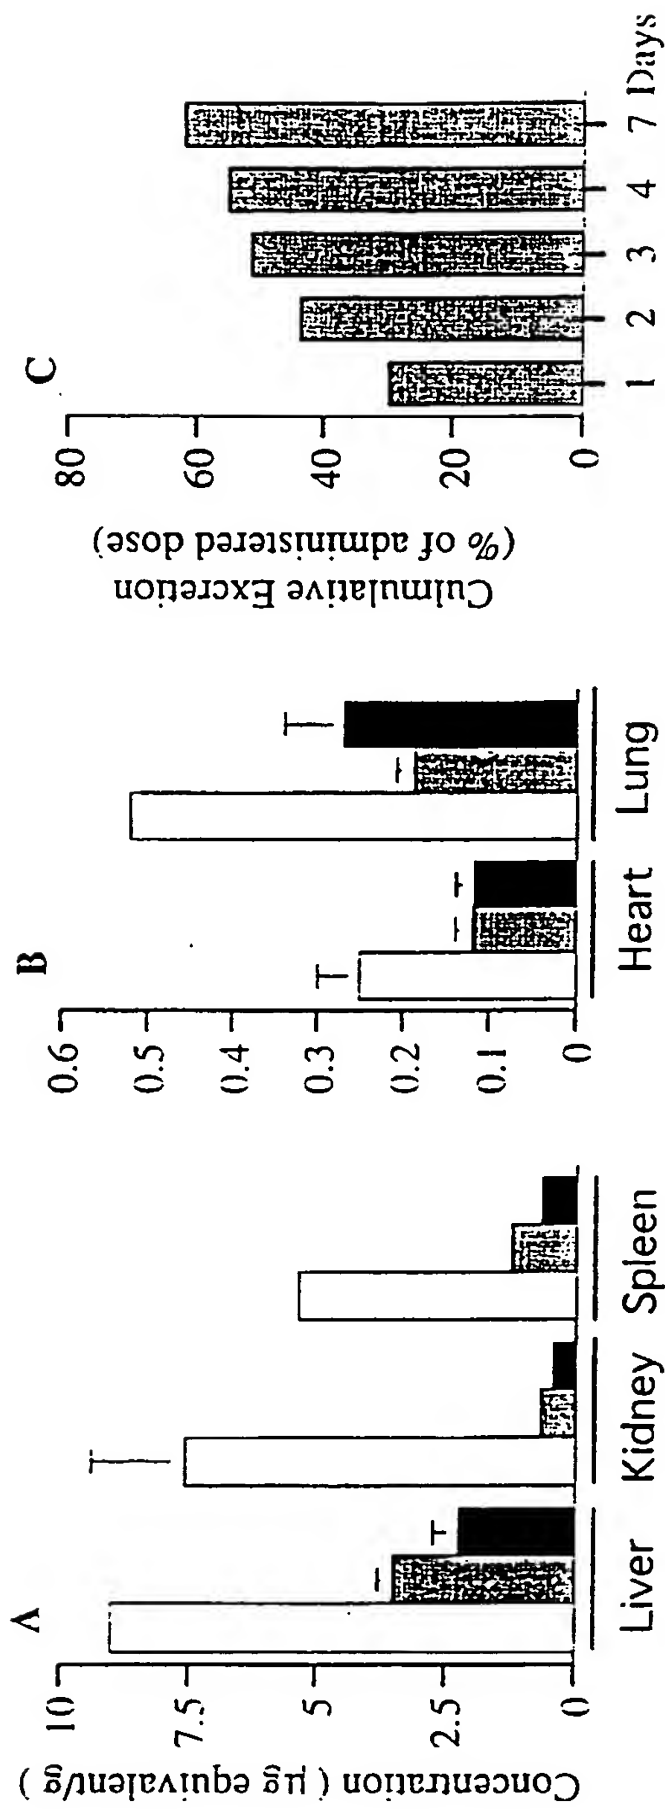 A
Concentration ( µg equivalent/g )
10
7.5
5
2.5
0
Liver Kidney Spleen
B
0.6
0.5
0.4
0.3
0.2
0.1
0
Heart Lung
C
Culmulative Excretion
(% of administered dose)
80
60
40
20
0
1 2 3 4 7 Days